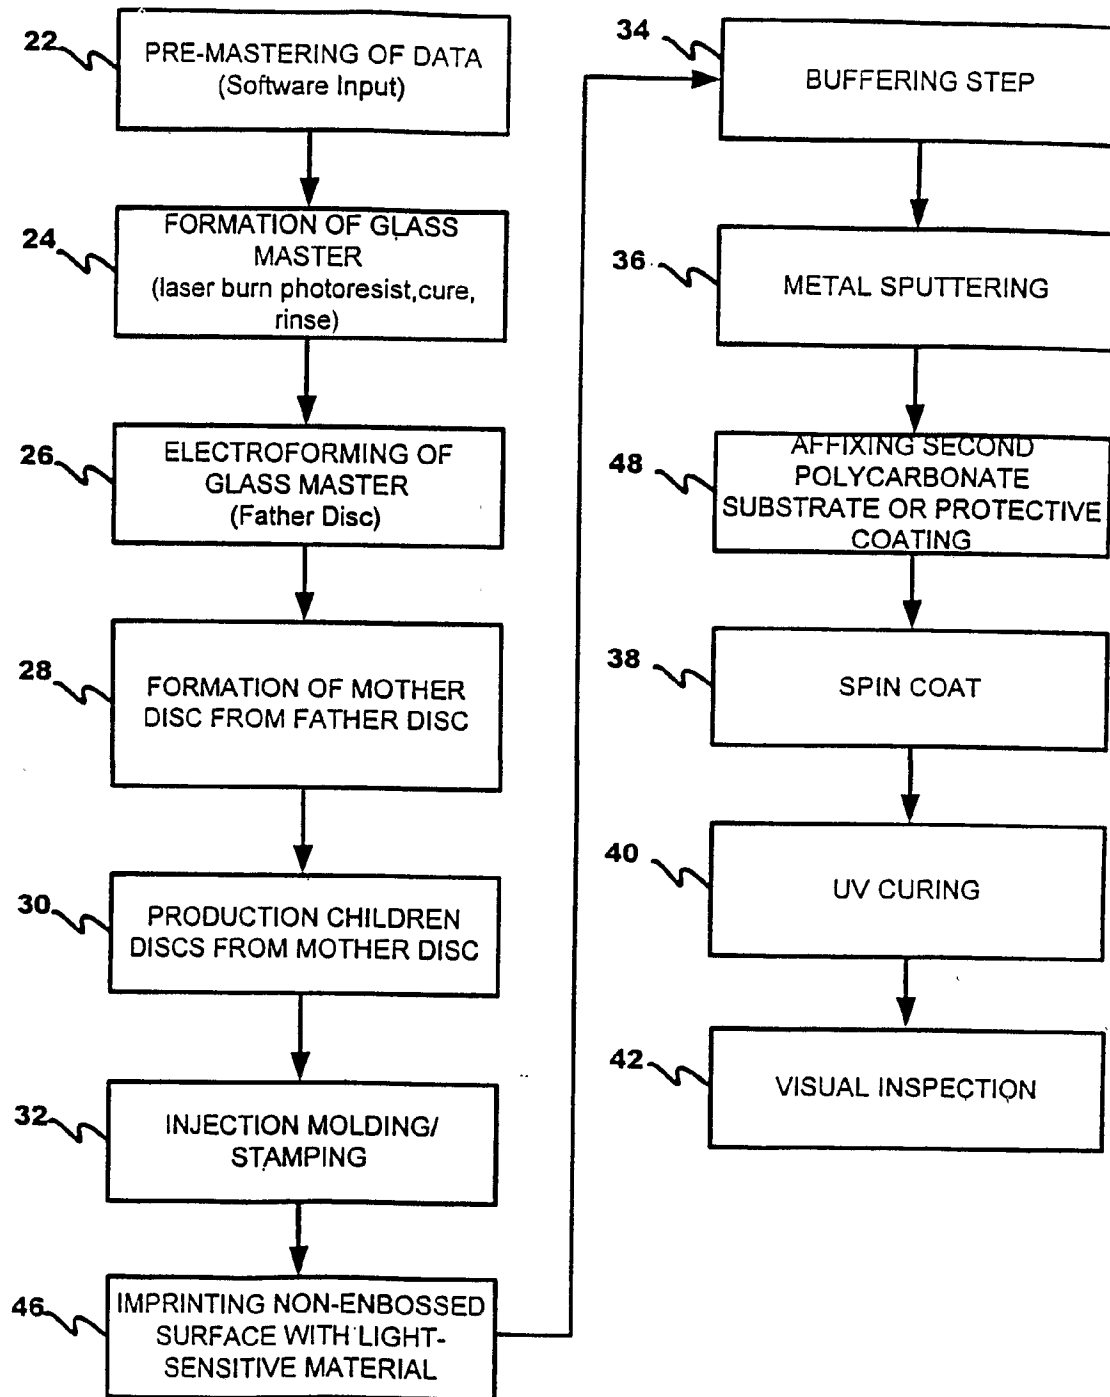 22
PRE-MASTERING OF DATA
(Software Input)
24
FORMATION OF GLASS
MASTER
(laser burn photoresist,cure,
rinse)
26
ELECTROFORMING OF
GLASS MASTER
(Father Disc)
28
FORMATION OF MOTHER
DISC FROM FATHER DISC
30
PRODUCTION CHILDREN
DISCS FROM MOTHER DISC
32
INJECTION MOLDING/
STAMPING
46
IMPRINTING NON-ENBOSSED
SURFACE WITH LIGHT-
SENSITIVE MATERIAL
34
BUFFERING STEP
36
METAL SPUTTERING
48
AFFIXING SECOND
POLYCARBONATE
SUBSTRATE OR PROTECTIVE
COATING
38
SPIN COAT
40
UV CURING
42
VISUAL INSPECTION